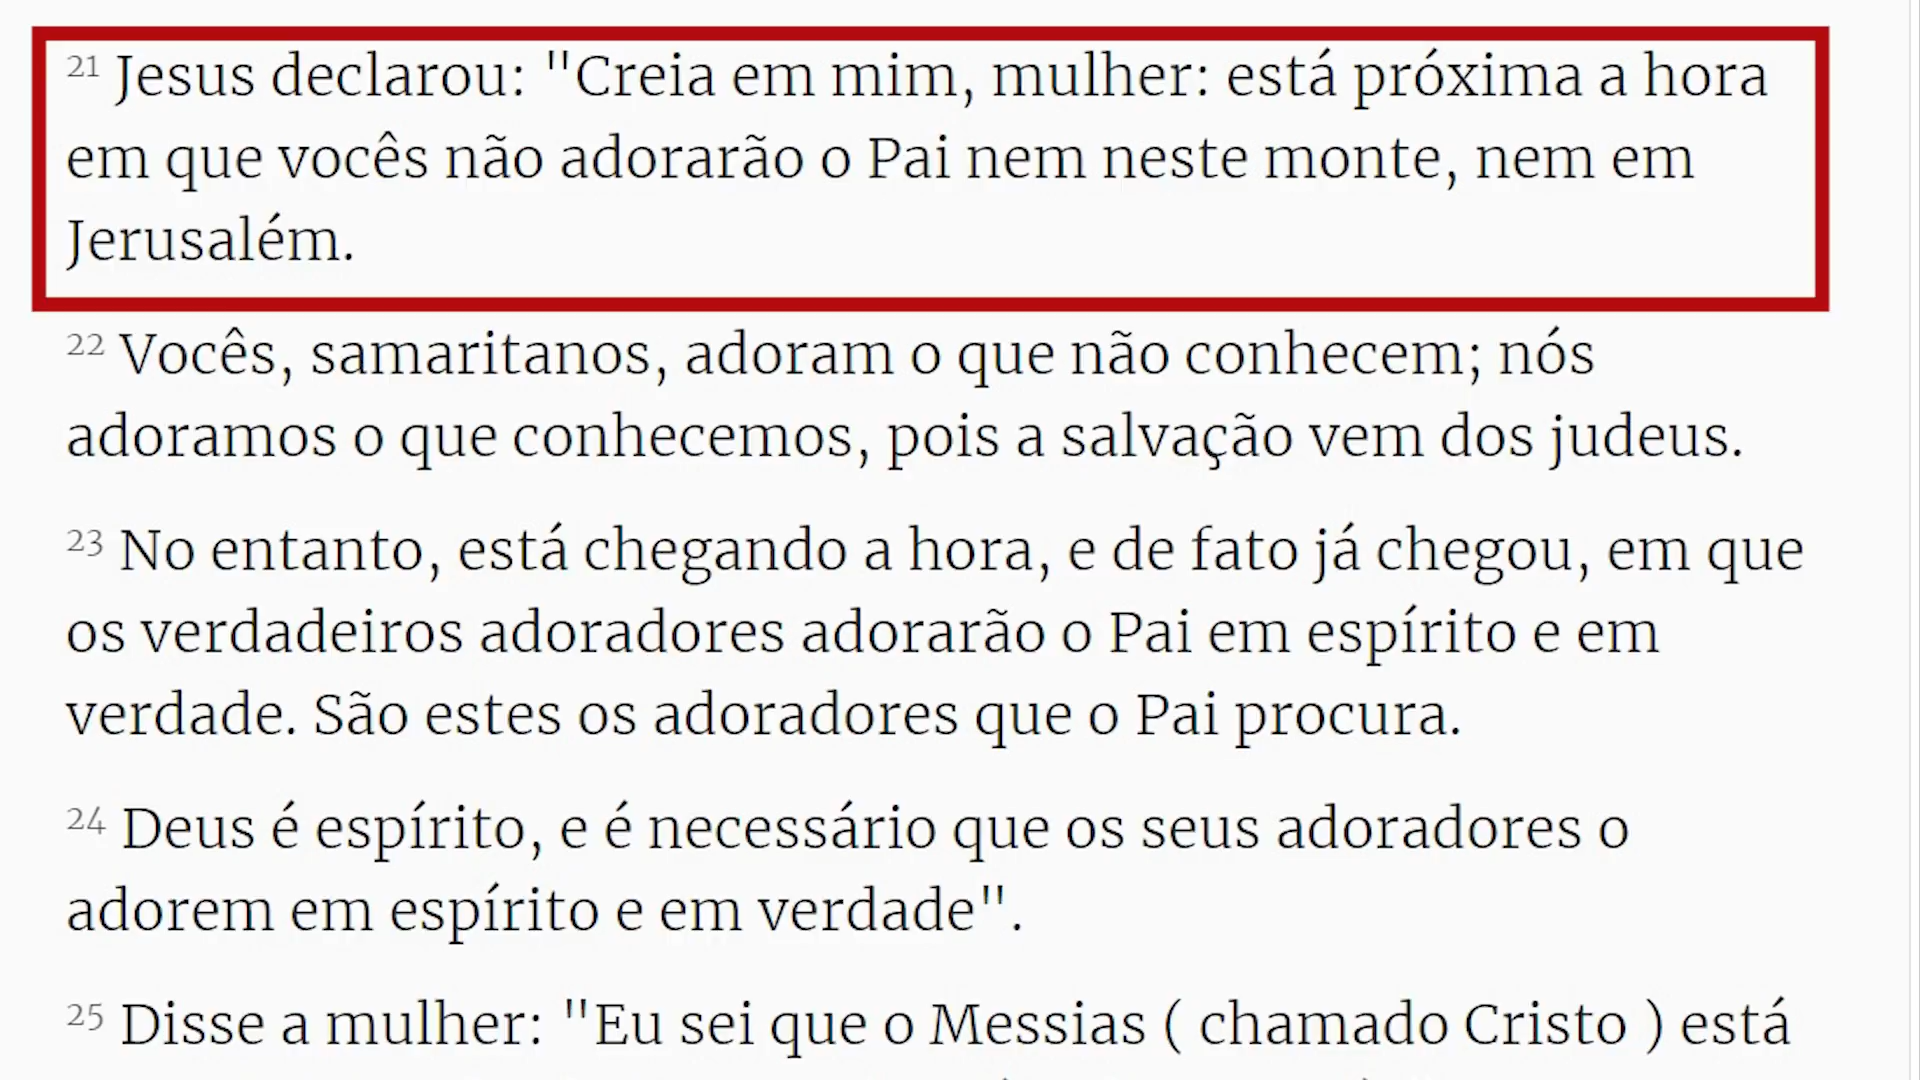 21 Jesus declarou: "Creia em mim, mulher: está próxima a hora
em que vocês não adorarão o Pai nem neste monte, nem em
Jerusalém.
22 Vocês, samaritanos, adoram o que não conhecem; nós
adoramos o que conhecemos, pois a salvação vem dos judeus.
23 No entanto, está chegando a hora, e de fato já chegou, em que
os verdadeiros adoradores adorarão o Pai em espírito e em
verdade. São estes os adoradores que o Pai procura.
24 Deus é espírito, e é necessário que os seus adoradores o
adorem em espírito e em verdade".
25 Disse a mulher: "Eu sei que o Messias ( chamado Cristo ) está